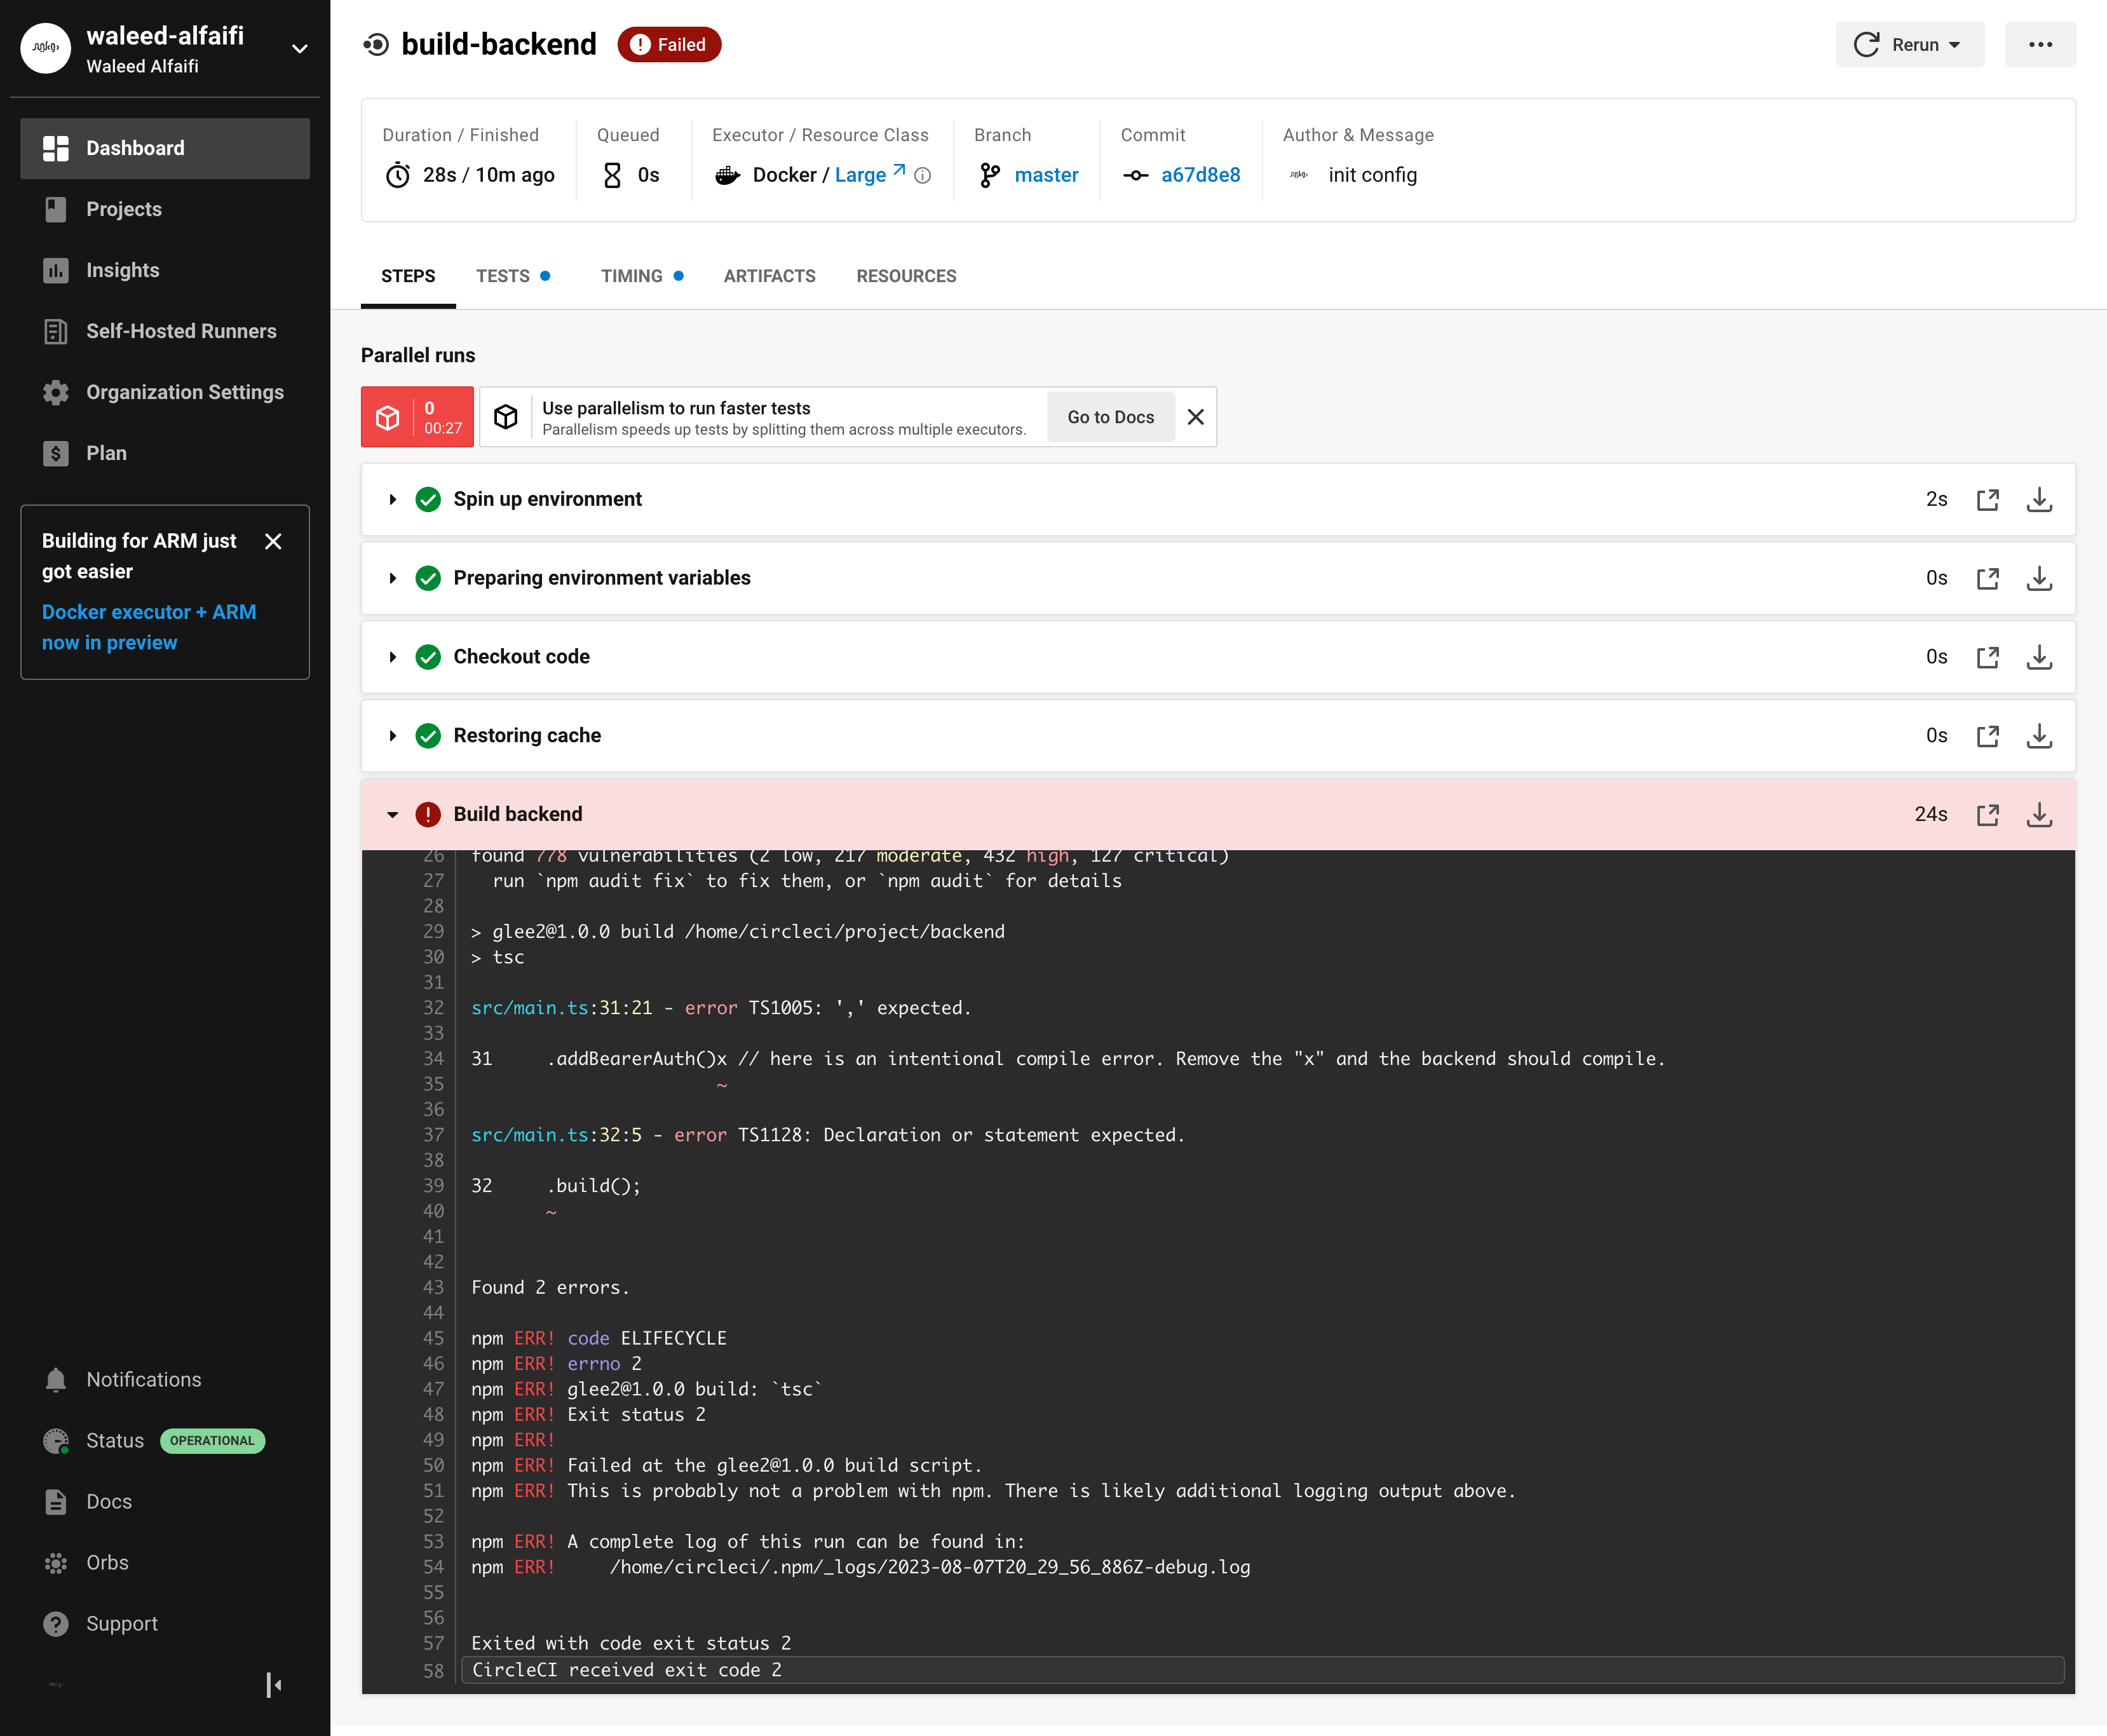 waleed-alfaifi
Waleed Alfaifi
Dashboard
Projects
Insights
Self-Hosted Runners
Organization Settings
Plan
Building for ARM just
got easier
Docker executor + ARM
now in preview
Notifications
Status OPERATIONAL
Docs
Orbs
Support
build-backend Failed
Rerun
Duration / Finished
28s / 10m ago
Queued
0s
Executor / Resource Class
Docker / Large
Branch
master
Commit
a67d8e8
Author & Message
init config
STEPS TESTS TIMING ARTIFACTS RESOURCES
Parallel runs
0
00:27
Use parallelism to run faster tests
Parallelism speeds up tests by splitting them across multiple executors.
Go to Docs
Spin up environment 2s
Preparing environment variables 0s
Checkout code 0s
Restoring cache 0s
Build backend 24s
26 found 778 vulnerabilities (2 low, 217 moderate, 432 high, 127 critical)
27 run `npm audit fix` to fix them, or `npm audit` for details
28
29 > glee2@1.0.0 build /home/circleci/project/backend
30 > tsc
31
32 src/main.ts:31:21 - error TS1005: ',' expected.
33
34 31 .addBearerAuth()x // here is an intentional compile error. Remove the "x" and the backend should compile.
35 ~
36
37 src/main.ts:32:5 - error TS1128: Declaration or statement expected.
38
39 32 .build();
40 ~
41
42
43 Found 2 errors.
44
45 npm ERR! code ELIFECYCLE
46 npm ERR! errno 2
47 npm ERR! glee2@1.0.0 build: `tsc`
48 npm ERR! Exit status 2
49 npm ERR!
50 npm ERR! Failed at the glee2@1.0.0 build script.
51 npm ERR! This is probably not a problem with npm. There is likely additional logging output above.
52
53 npm ERR! A complete log of this run can be found in:
54 npm ERR! /home/circleci/.npm/_logs/2023-08-07T20_29_56_886Z-debug.log
55
56
57 Exited with code exit status 2
58 CircleCI received exit code 2